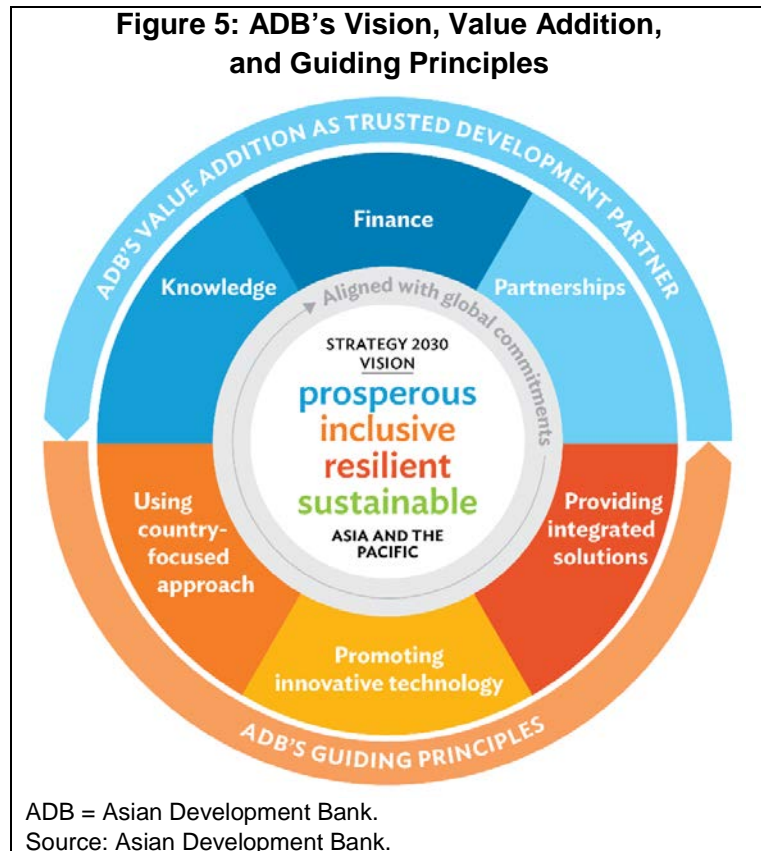 Figure 5: ADB’s Vision, Value Addition,
and Guiding Principles
ADB'S VALUE ADDITION AS TRUSTED DEVELOPMENT PARTNER
Finance
Knowledge
Partnerships
Aligned with global commitments
STRATEGY 2030
VISION
prosperous
inclusive
resilient
sustainable
ASIA AND THE
PACIFIC
Using
country-
focused
approach
Providing
integrated
solutions
Promoting
innovative technology
ADB'S GUIDING PRINCIPLES
ADB = Asian Development Bank.
Source: Asian Development Bank.